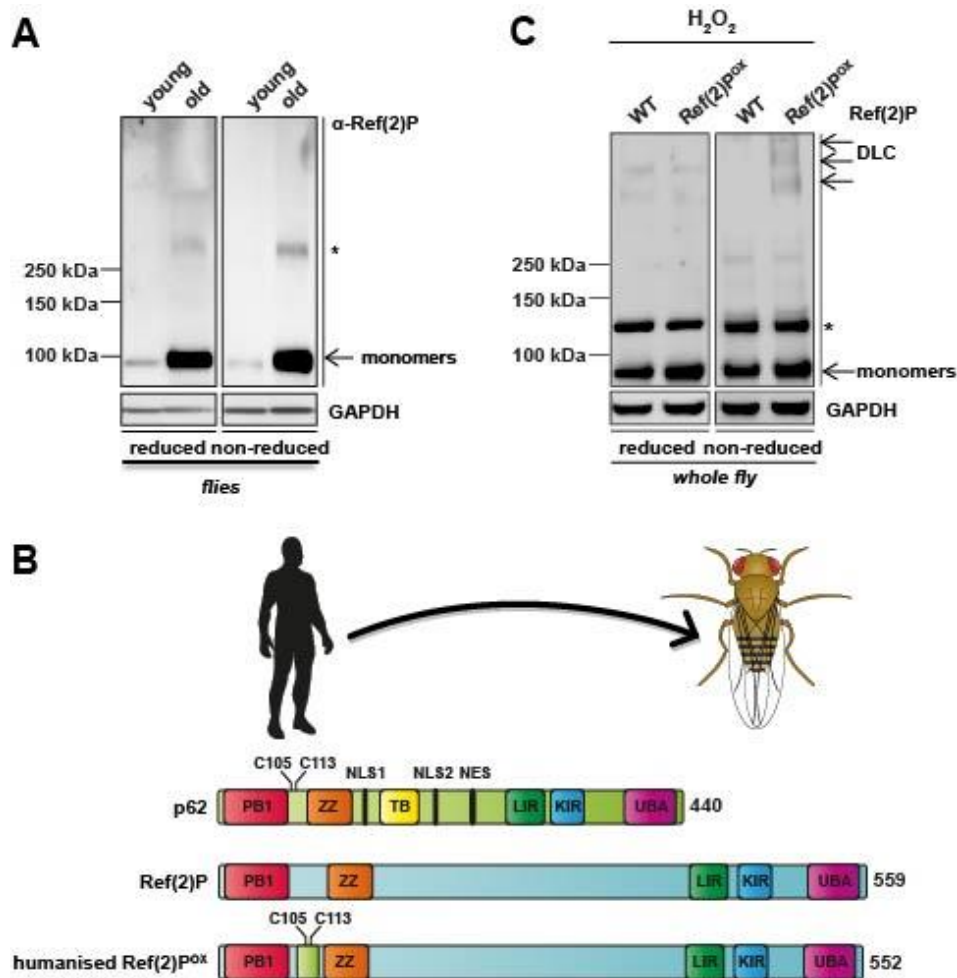 A
young old young old
α-Ref(2)P
*
250 kDa
150 kDa
100 kDa
monomers
GAPDH
reduced non-reduced
flies
C
H₂O₂
WT Ref(2)Pᵒˣ WT Ref(2)Pᵒˣ
Ref(2)P
DLC
250 kDa
150 kDa
*
100 kDa
monomers
GAPDH
reduced non-reduced
whole fly
B
C105 C113 NLS1 NLS2 NES
p62 PB1 ZZ TB LIR KIR UBA 440
Ref(2)P PB1 ZZ LIR KIR UBA 559
C105 C113
humanised Ref(2)Pᵒˣ PB1 ZZ LIR KIR UBA 552